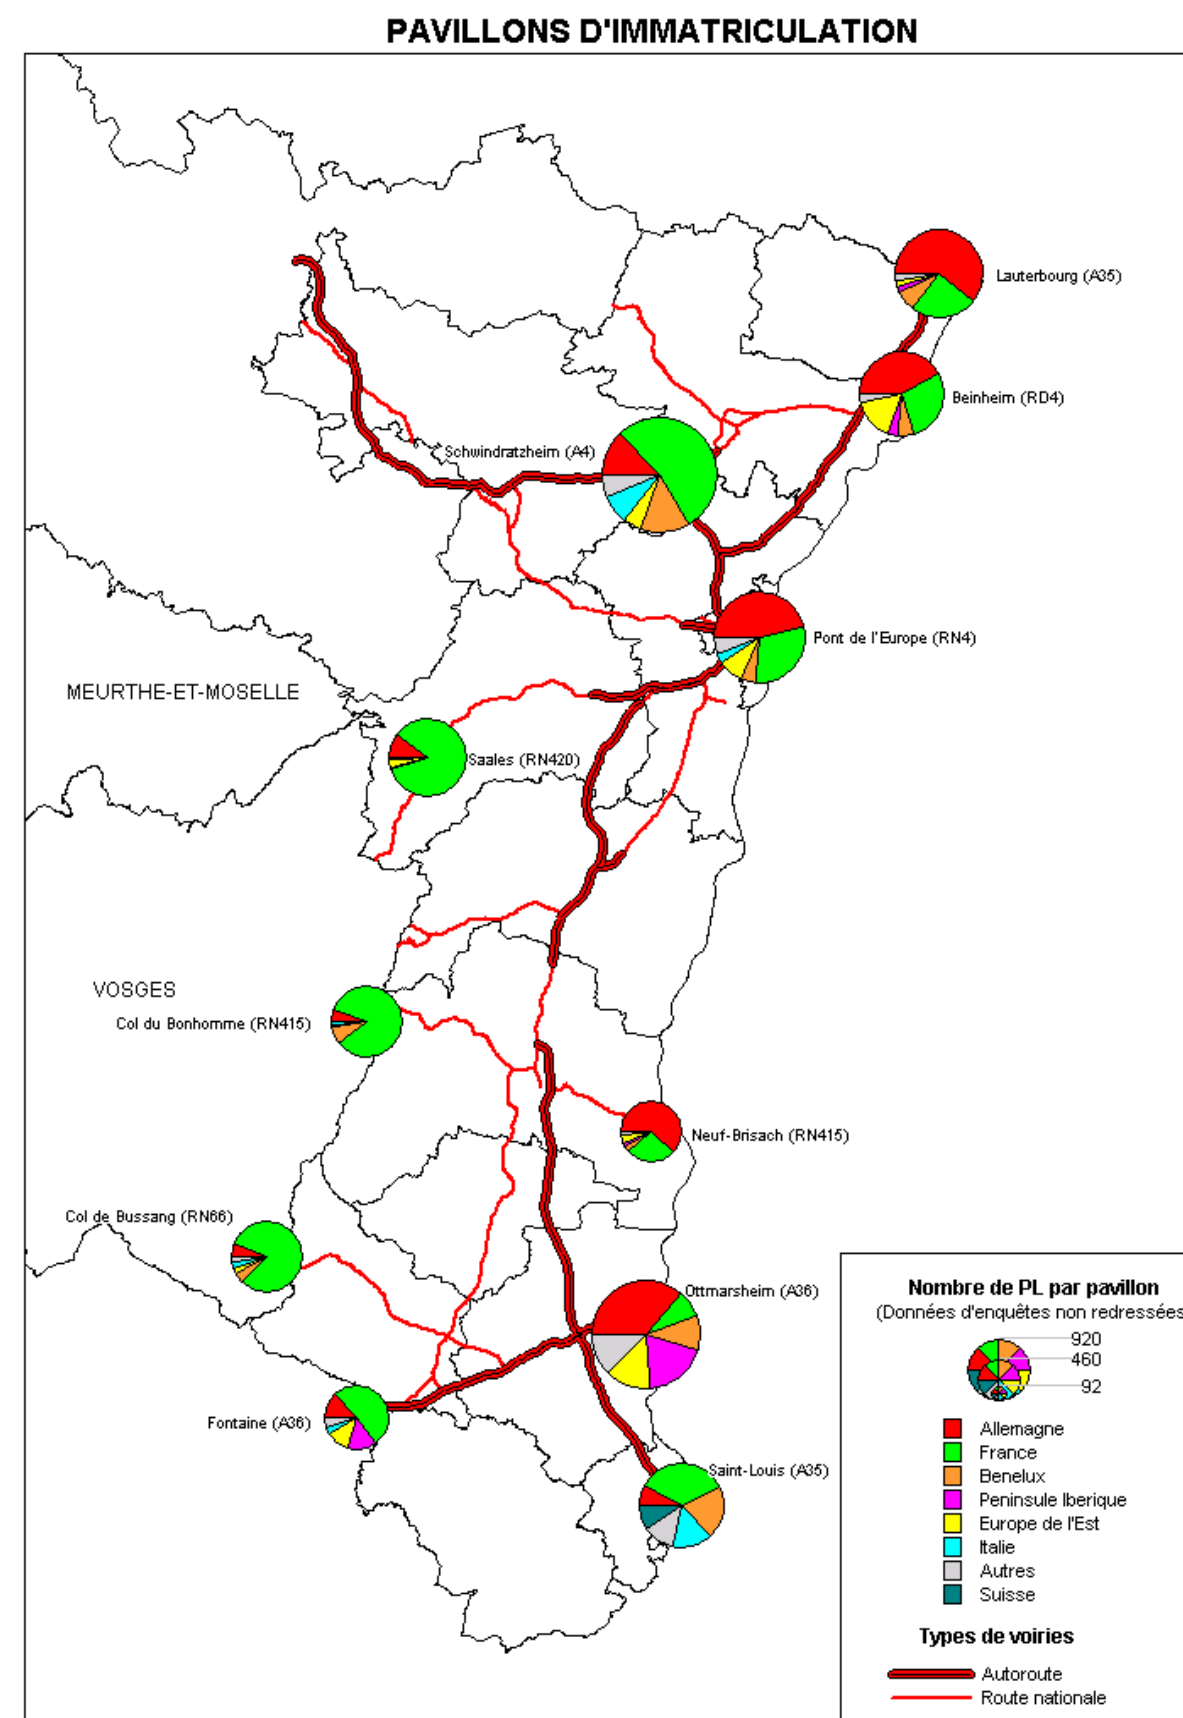 PAVILLONS D'IMMATRICULATION
Lauterbourg (A35)
Beinheim (RD4)
Schwindratzheim (A4)
Pont de l'Europe (RN4)
MEURTHE-ET-MOSELLE
Saales (RN420)
VOSGES
Col du Bonhomme (RN415)
Neuf-Brisach (RN415)
Col de Bussang (RN66)
Ottmarsheim (A36)
Fontaine (A36)
Saint-Louis (A35)
Nombre de PL par pavillon
(Données d'enquêtes non redressées
920
460
92
Allemagne
France
Benelux
Peninsule Iberique
Europe de l'Est
Italie
Autres
Suisse
Types de voiries
Autoroute
Route nationale